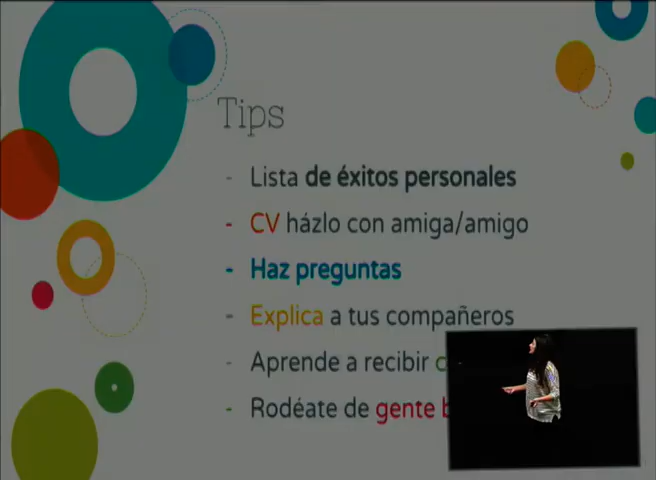 Tips
- Lista de éxitos personales
- CV házlo con amiga/amigo
- Haz preguntas
- Explica a tus compañeros
- Aprende a recibir
- Rodéate de gente